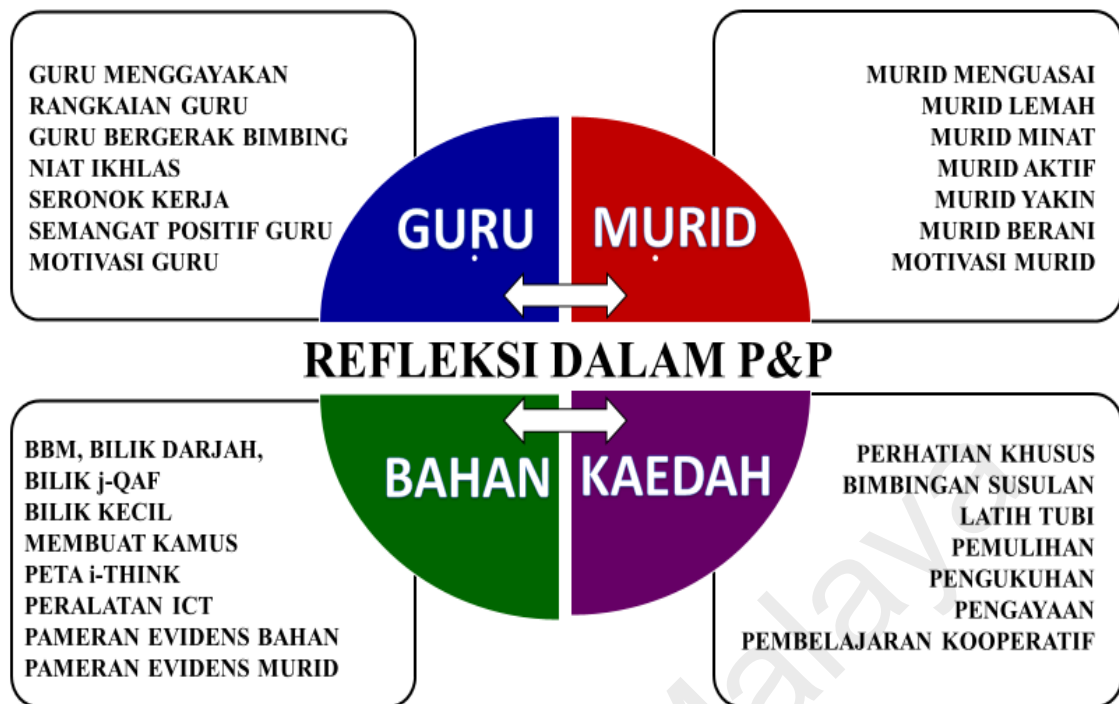 GURU MENGGAYAKAN
RANGKAIAN GURU
GURU BERGERAK BIMBING
NIAT IKHLAS
SERONOK KERJA
SEMANGAT POSITIF GURU
MOTIVASI GURU
MURID MENGUASAI
MURID LEMAH
MURID MINAT
MURID AKTIF
MURID YAKIN
MURID BERANI
MOTIVASI MURID
GURU
MURID
REFLEKSI DALAM P&P
BAHAN
KAEDAH
BBM, BILIK DARJAH,
BILIK j-QAF
BILIK KECIL
MEMBUAT KAMUS
PETA i-THINK
PERALATAN ICT
PAMERAN EVIDENS BAHAN
PAMERAN EVIDENS MURID
PERHATIAN KHUSUS
BIMBINGAN SUSULAN
LATIH TUBI
PEMULIHAN
PENGUKUHAN
PENGAYAAN
PEMBELAJARAN KOOPERATIF
Malaya